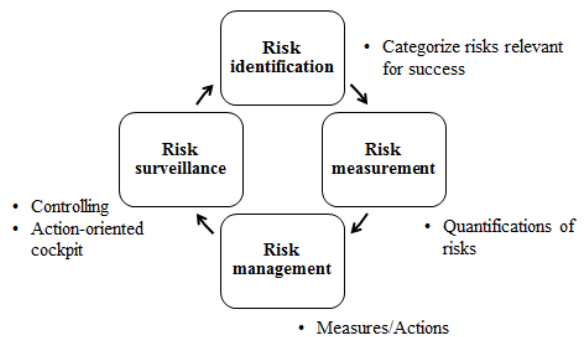 Risk
identification
• Categorize risks relevant
for success
Risk
surveillance
Risk
measurement
• Controlling
• Action-oriented
cockpit
Risk
management
• Quantifications of
risks
• Measures/Actions